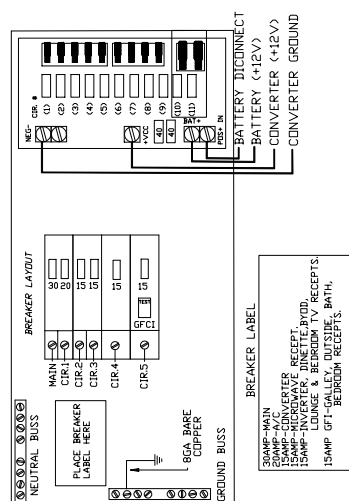 CIR. #
(1)
(2)
(3)
(4)
(5)
(6)
(7)
(8)
(9)
(10)
(11)
NEG-
+VCC
40
40
BAT+
POS+ IN
BATTERY DICONNECT
BATTERY (+12V)
CONVERTER (+12V)
CONVERTER GROUND
BREAKER LAYOUT
30
20
15
15
15
15
TEST
GFCI
MAIN
CIR.1
CIR.2
CIR.3
CIR.4
CIR.5
NEUTRAL BUSS
PLACE BREAKER
LABEL HERE
8GA BARE
COPPER
GROUND BUSS
BREAKER LABEL
30AMP-MAIN
20AMP-A/C
15AMP-CONVERTER
15AMP-MICROWAVE RECEPT.
15AMP-INVERTER, DINETTE,BYOD,
LOUNGE & BEDROOM TV RECEPTS.
15AMP GFI-GALLEY, OUTSIDE, BATH,
BEDROOM RECEPTS.